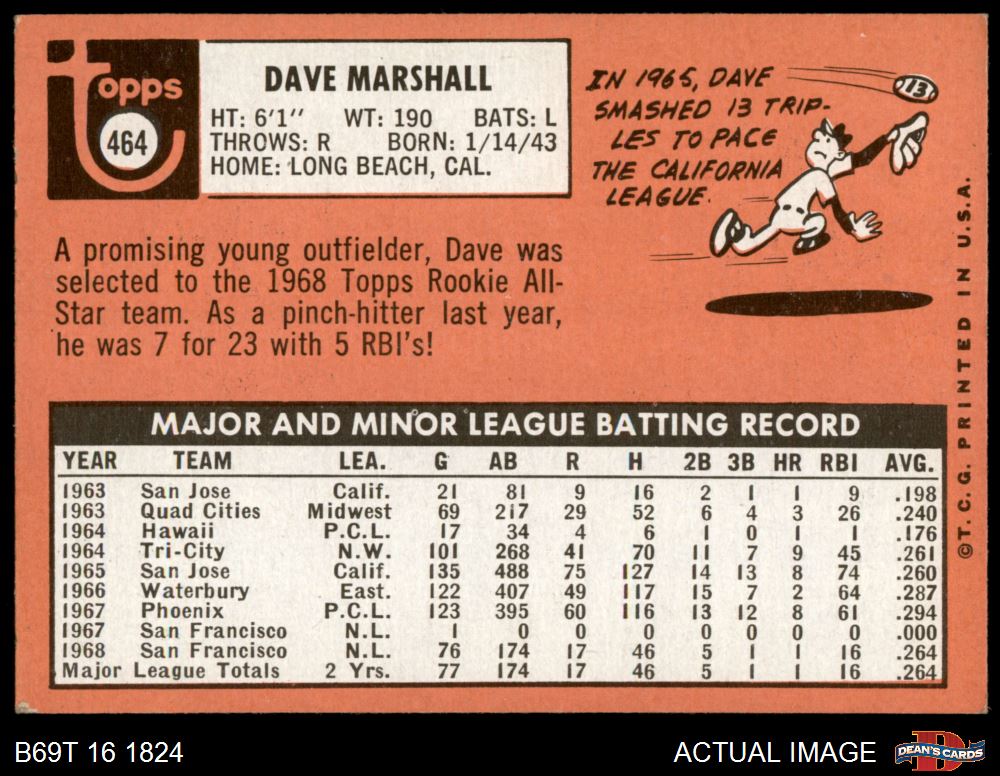 Topps
464
DAVE MARSHALL
HT: 6'1" WT: 190 BATS: L
THROWS: R BORN: 1/14/43
HOME: LONG BEACH, CAL.
IN 1965, DAVE
SMASHED 13 TRIP-
LES TO PACE
THE CALIFORNIA
LEAGUE.
13
A promising young outfielder, Dave was
selected to the 1968 Topps Rookie All-
Star team. As a pinch-hitter last year,
he was 7 for 23 with 5 RBI's!
MAJOR AND MINOR LEAGUE BATTING RECORD
YEAR TEAM LEA. G AB R H 2B 3B HR RBI AVG.
1963 San Jose Calif. 21 81 9 16 2 1 1 9 .198
1963 Quad Cities Midwest 69 217 29 52 6 4 3 26 .240
1964 Hawaii P.C.L. 17 34 4 6 1 0 1 1 .176
1964 Tri-City N.W. 101 268 41 70 11 7 9 45 .261
1965 San Jose Calif. 135 488 75 127 14 13 8 74 .260
1966 Waterbury East. 122 407 49 117 15 7 2 64 .287
1967 Phoenix P.C.L. 123 395 60 116 13 12 8 61 .294
1967 San Francisco N.L. 1 0 0 0 0 0 0 0 .000
1968 San Francisco N.L. 76 174 17 46 5 1 1 16 .264
Major League Totals 2 Yrs. 77 174 17 46 5 1 1 16 .264
©T.C.G. PRINTED IN U.S.A.
B69T 16 1824
ACTUAL IMAGE
DEAN'S CARDS